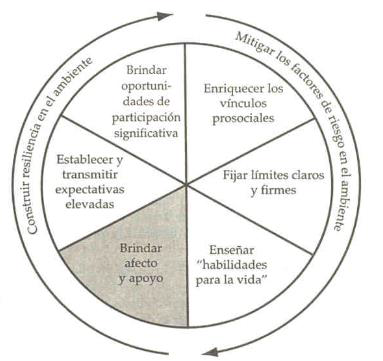 Construir resiliencia en el ambiente
Mitigar los factores de riesgo en el ambiente
Brindar
oportuni-
dades de
participación
significativa
Enriquecer los
vínculos
prosociales
Establecer y
transmitir
expectativas
elevadas
Fijar límites claros
y firmes
Brindar
afecto
y apoyo
Enseñar
"habilidades
para la vida"